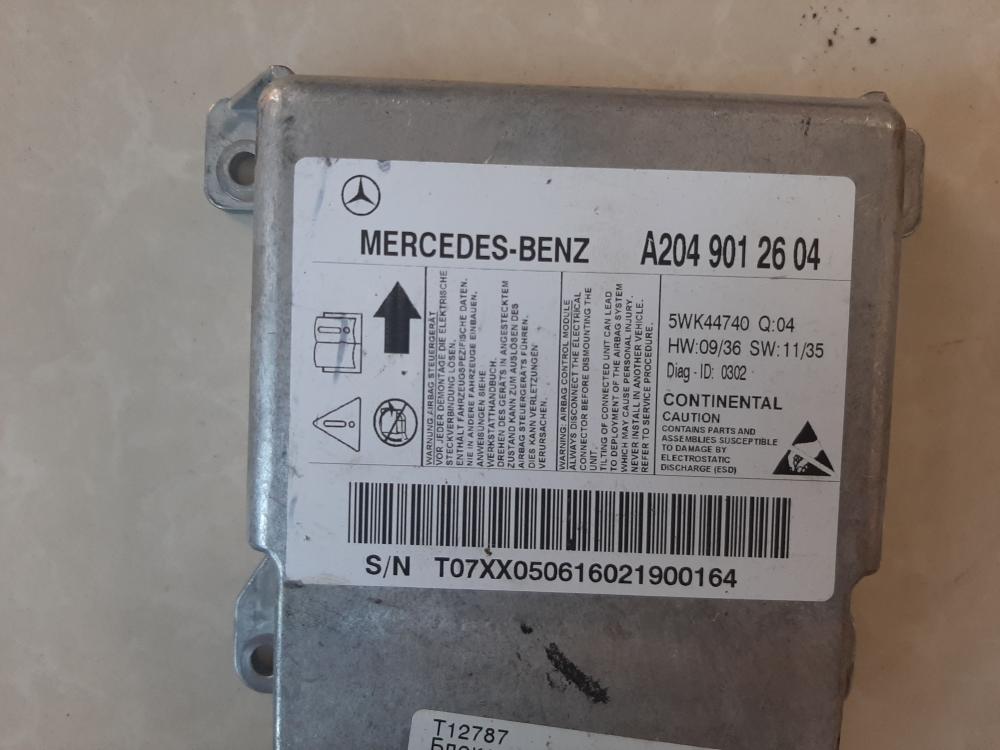 MERCEDES-BENZ A204 901 26 04
WARNUNG AIRBAG STEUERGERÄT
VOR JEDER DEMONTAGE DIE ELEKTRISCHE
STECKVERBINDUNG LÖSEN.
ENTHÄLT FAHRZEUGSPEZIFISCHE DATEN.
NIE IN ANDERE FAHRZEUGE EINBAUEN.
ANWEISUNGEN SIEHE
WERKSTATTHANDBUCH.
DREHEN DES GERÄTS IN ANGESTECKTEM
ZUSTAND KANN ZUM AUSLÖSEN DES
AIRBAG STEUERGERÄTS FÜHREN.
DIES KANN VERLETZUNGEN
VERURSACHEN.
WARNING: AIRBAG CONTROL MODULE
ALWAYS DISCONNECT THE ELECTRICAL
CONNECTOR BEFORE DISMOUNTING THE
UNIT.
TILTING OF CONNECTED UNIT CAN LEAD
TO DEPLOYMENT OF THE AIRBAG SYSTEM
WHICH MAY CAUSE PERSONAL INJURY.
NEVER INSTALL IN ANOTHER VEHICLE.
REFER TO SERVICE PROCEDURE.
5WK44740 Q:04
HW:09/36 SW:11/35
Diag-ID: 0302
CONTINENTAL
CAUTION
CONTAINS PARTS AND
ASSEMBLIES SUSCEPTIBLE
TO DAMAGE BY
ELECTROSTATIC
DISCHARGE (ESD)
S/N T07XX050616021900164
T12787